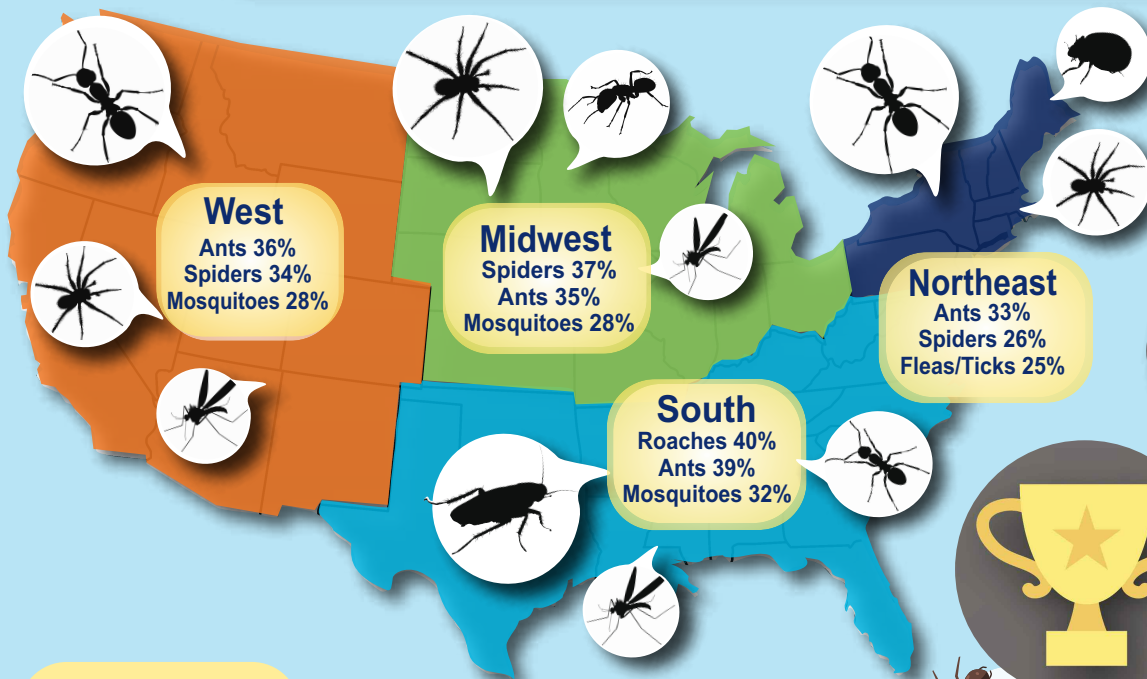 West
Ants 36%
Spiders 34%
Mosquitoes 28%
Midwest
Spiders 37%
Ants 35%
Mosquitoes 28%
Northeast
Ants 33%
Spiders 26%
Fleas/Ticks 25%
South
Roaches 40%
Ants 39%
Mosquitoes 32%